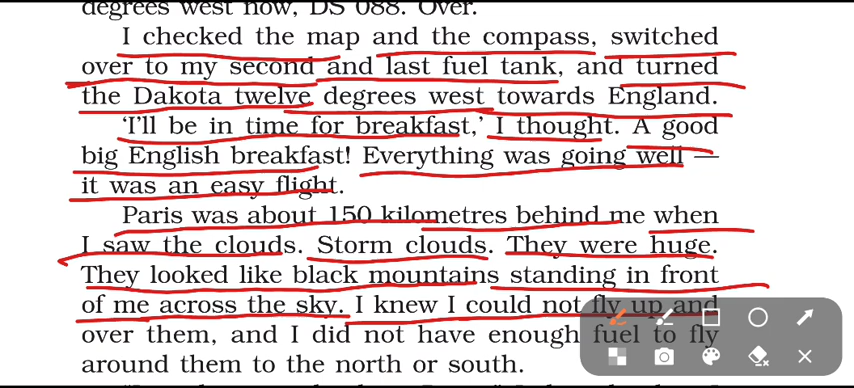 degrees west now, DS 088. Over.
I checked the map and the compass, switched
over to my second and last fuel tank, and turned
the Dakota twelve degrees west towards England.
‘I’ll be in time for breakfast,’ I thought. A good
big English breakfast! Everything was going well —
it was an easy flight.
Paris was about 150 kilometres behind me when
I saw the clouds. Storm clouds. They were huge.
They looked like black mountains standing in front
of me across the sky. I knew I could not fly up and
over them, and I did not have enough fuel to fly
around them to the north or south.